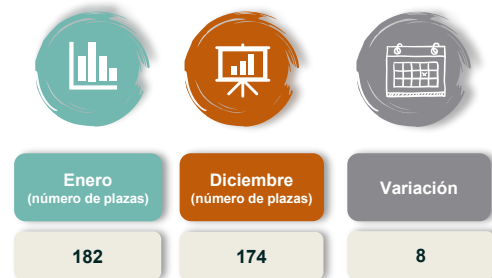 Enero
(número de plazas)
Diciembre
(número de plazas)
Variación
182
174
8